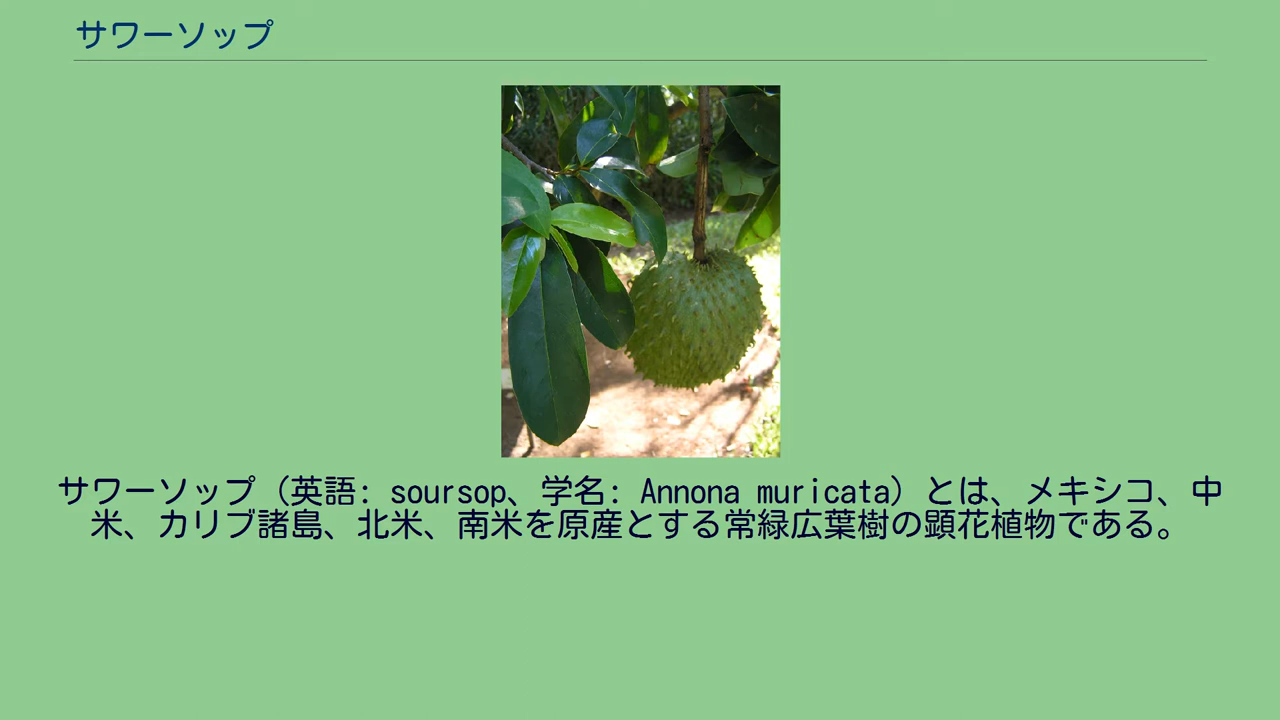 サワーソップ
サワーソップ（英語: soursop、学名: Annona muricata）とは、メキシコ、中
米、カリブ諸島、北米、南米を原産とする常緑広葉樹の顕花植物である。